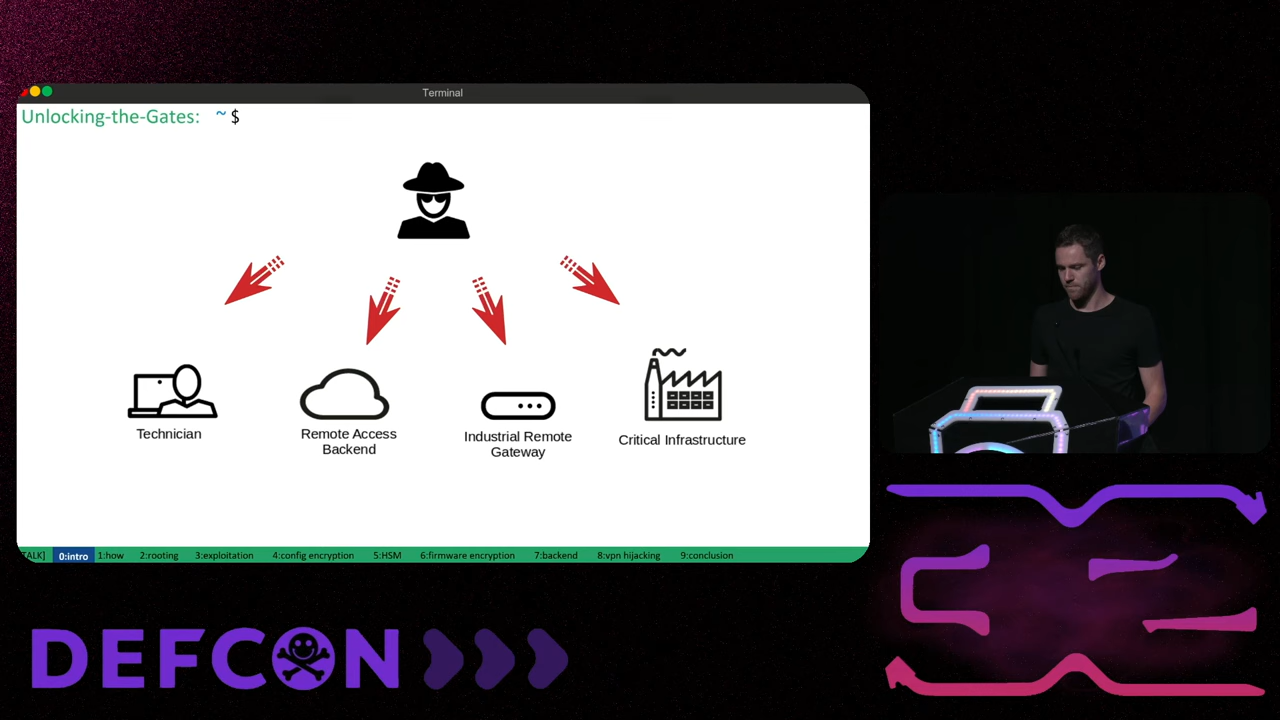 Terminal
Unlocking-the-Gates: ~ $
Technician
Remote Access
Backend
Industrial Remote
Gateway
Critical Infrastructure
TALK] 0:intro 1:how 2:rooting 3:exploitation 4:config encryption 5:HSM 6:firmware encryption 7:backend 8:vpn hijacking 9:conclusion
DEFCON